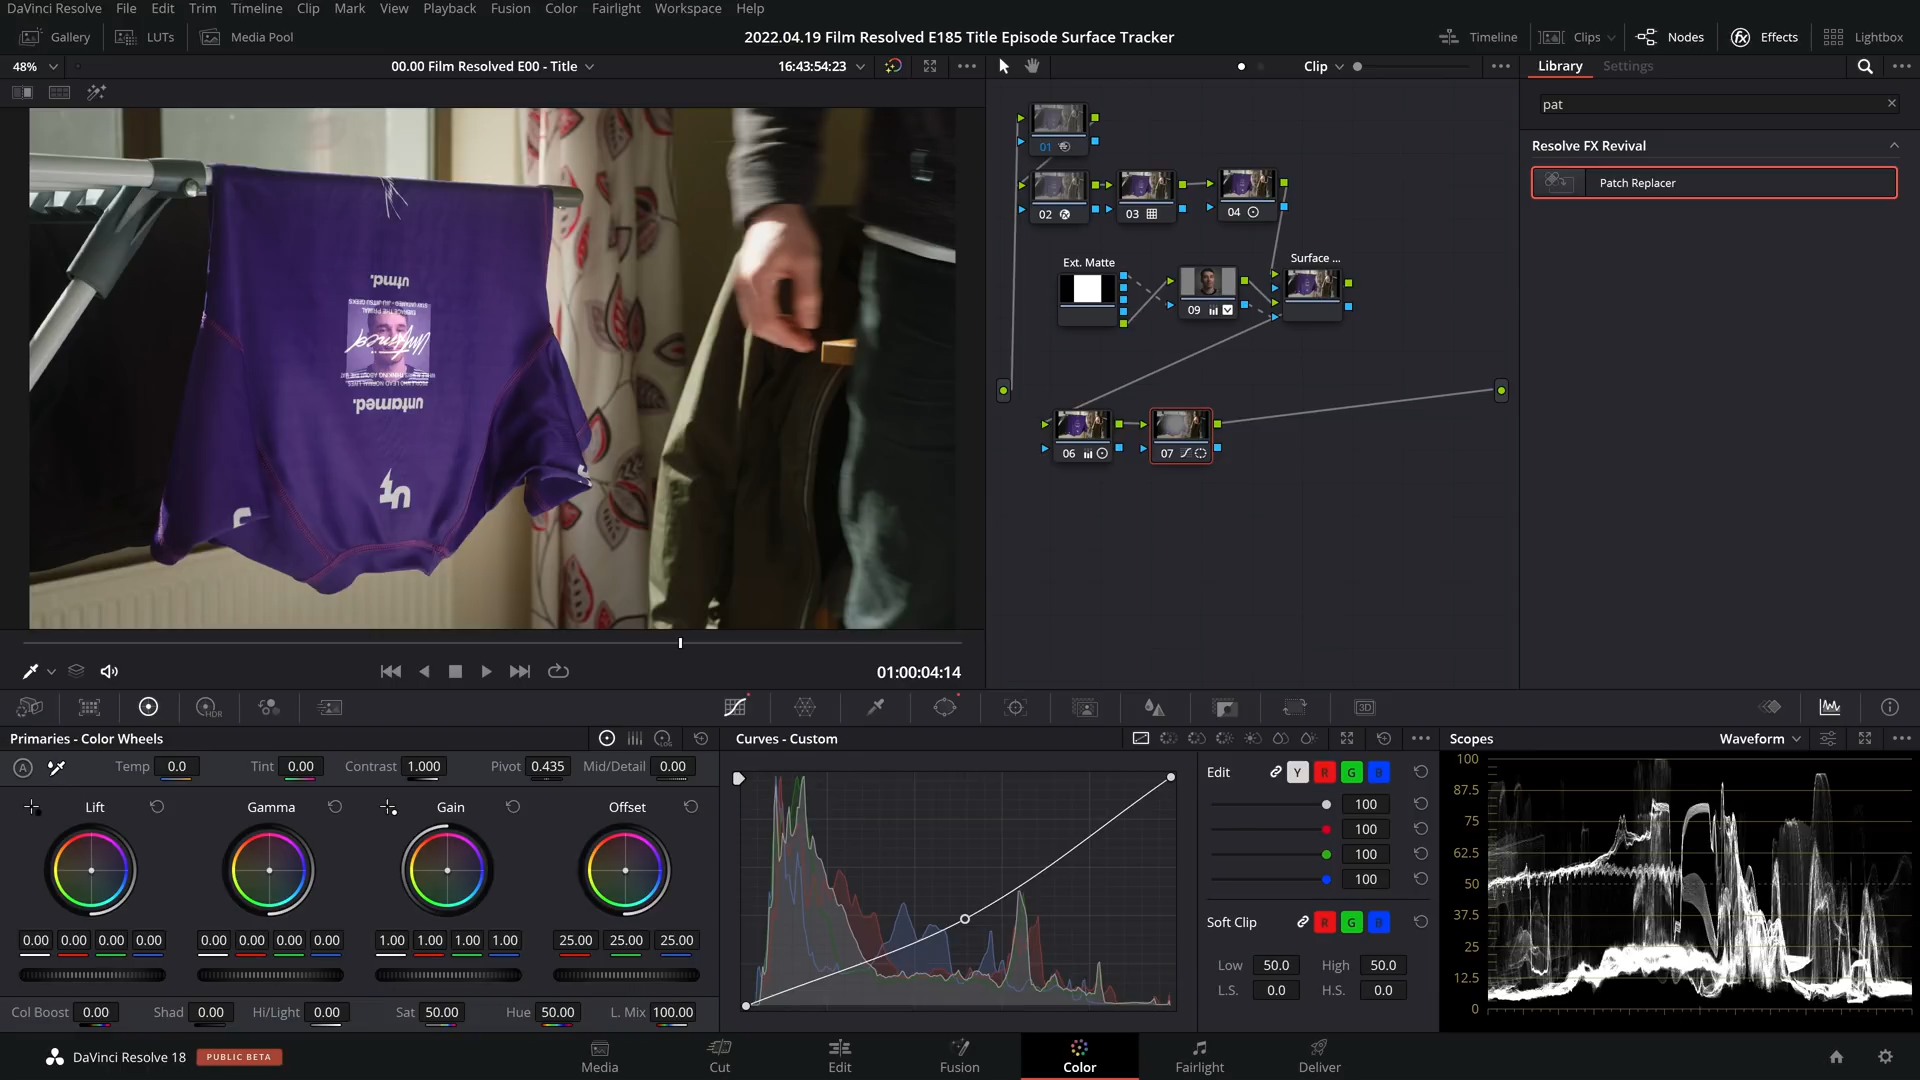 DaVinci Resolve File Edit Trim Timeline Clip Mark View Playback Fusion Color Fairlight Workspace Help
Gallery LUTs Media Pool 2022.04.19 Film Resolved E185 Title Episode Surface Tracker Timeline Clips Nodes Effects Lightbox
48% 00.00 Film Resolved E00 - Title 16:43:54:23 Clip Library Settings
pat
Resolve FX Revival
Patch Replacer
01
02 03 04
Ext. Matte Surface ...
09
06 07
utmd.
Untamed
untamed.
UT
01:00:04:14
HDR 3D
Primaries - Color Wheels LOG Curves - Custom Scopes Waveform
A Temp 0.0 Tint 0.00 Contrast 1.000 Pivot 0.435 Mid/Detail 0.00
Lift Gamma Gain Offset
0.00 0.00 0.00 0.00 0.00 0.00 0.00 0.00 1.00 1.00 1.00 1.00 25.00 25.00 25.00
Col Boost 0.00 Shad 0.00 Hi/Light 0.00 Sat 50.00 Hue 50.00 L. Mix 100.00
Edit Y R G B
100
100
100
100
Soft Clip R G B
Low 50.0 High 50.0
L.S. 0.0 H.S. 0.0
100
87.5
75
62.5
50
37.5
25
12.5
0
DaVinci Resolve 18 PUBLIC BETA Media Cut Edit Fusion Color Fairlight Deliver